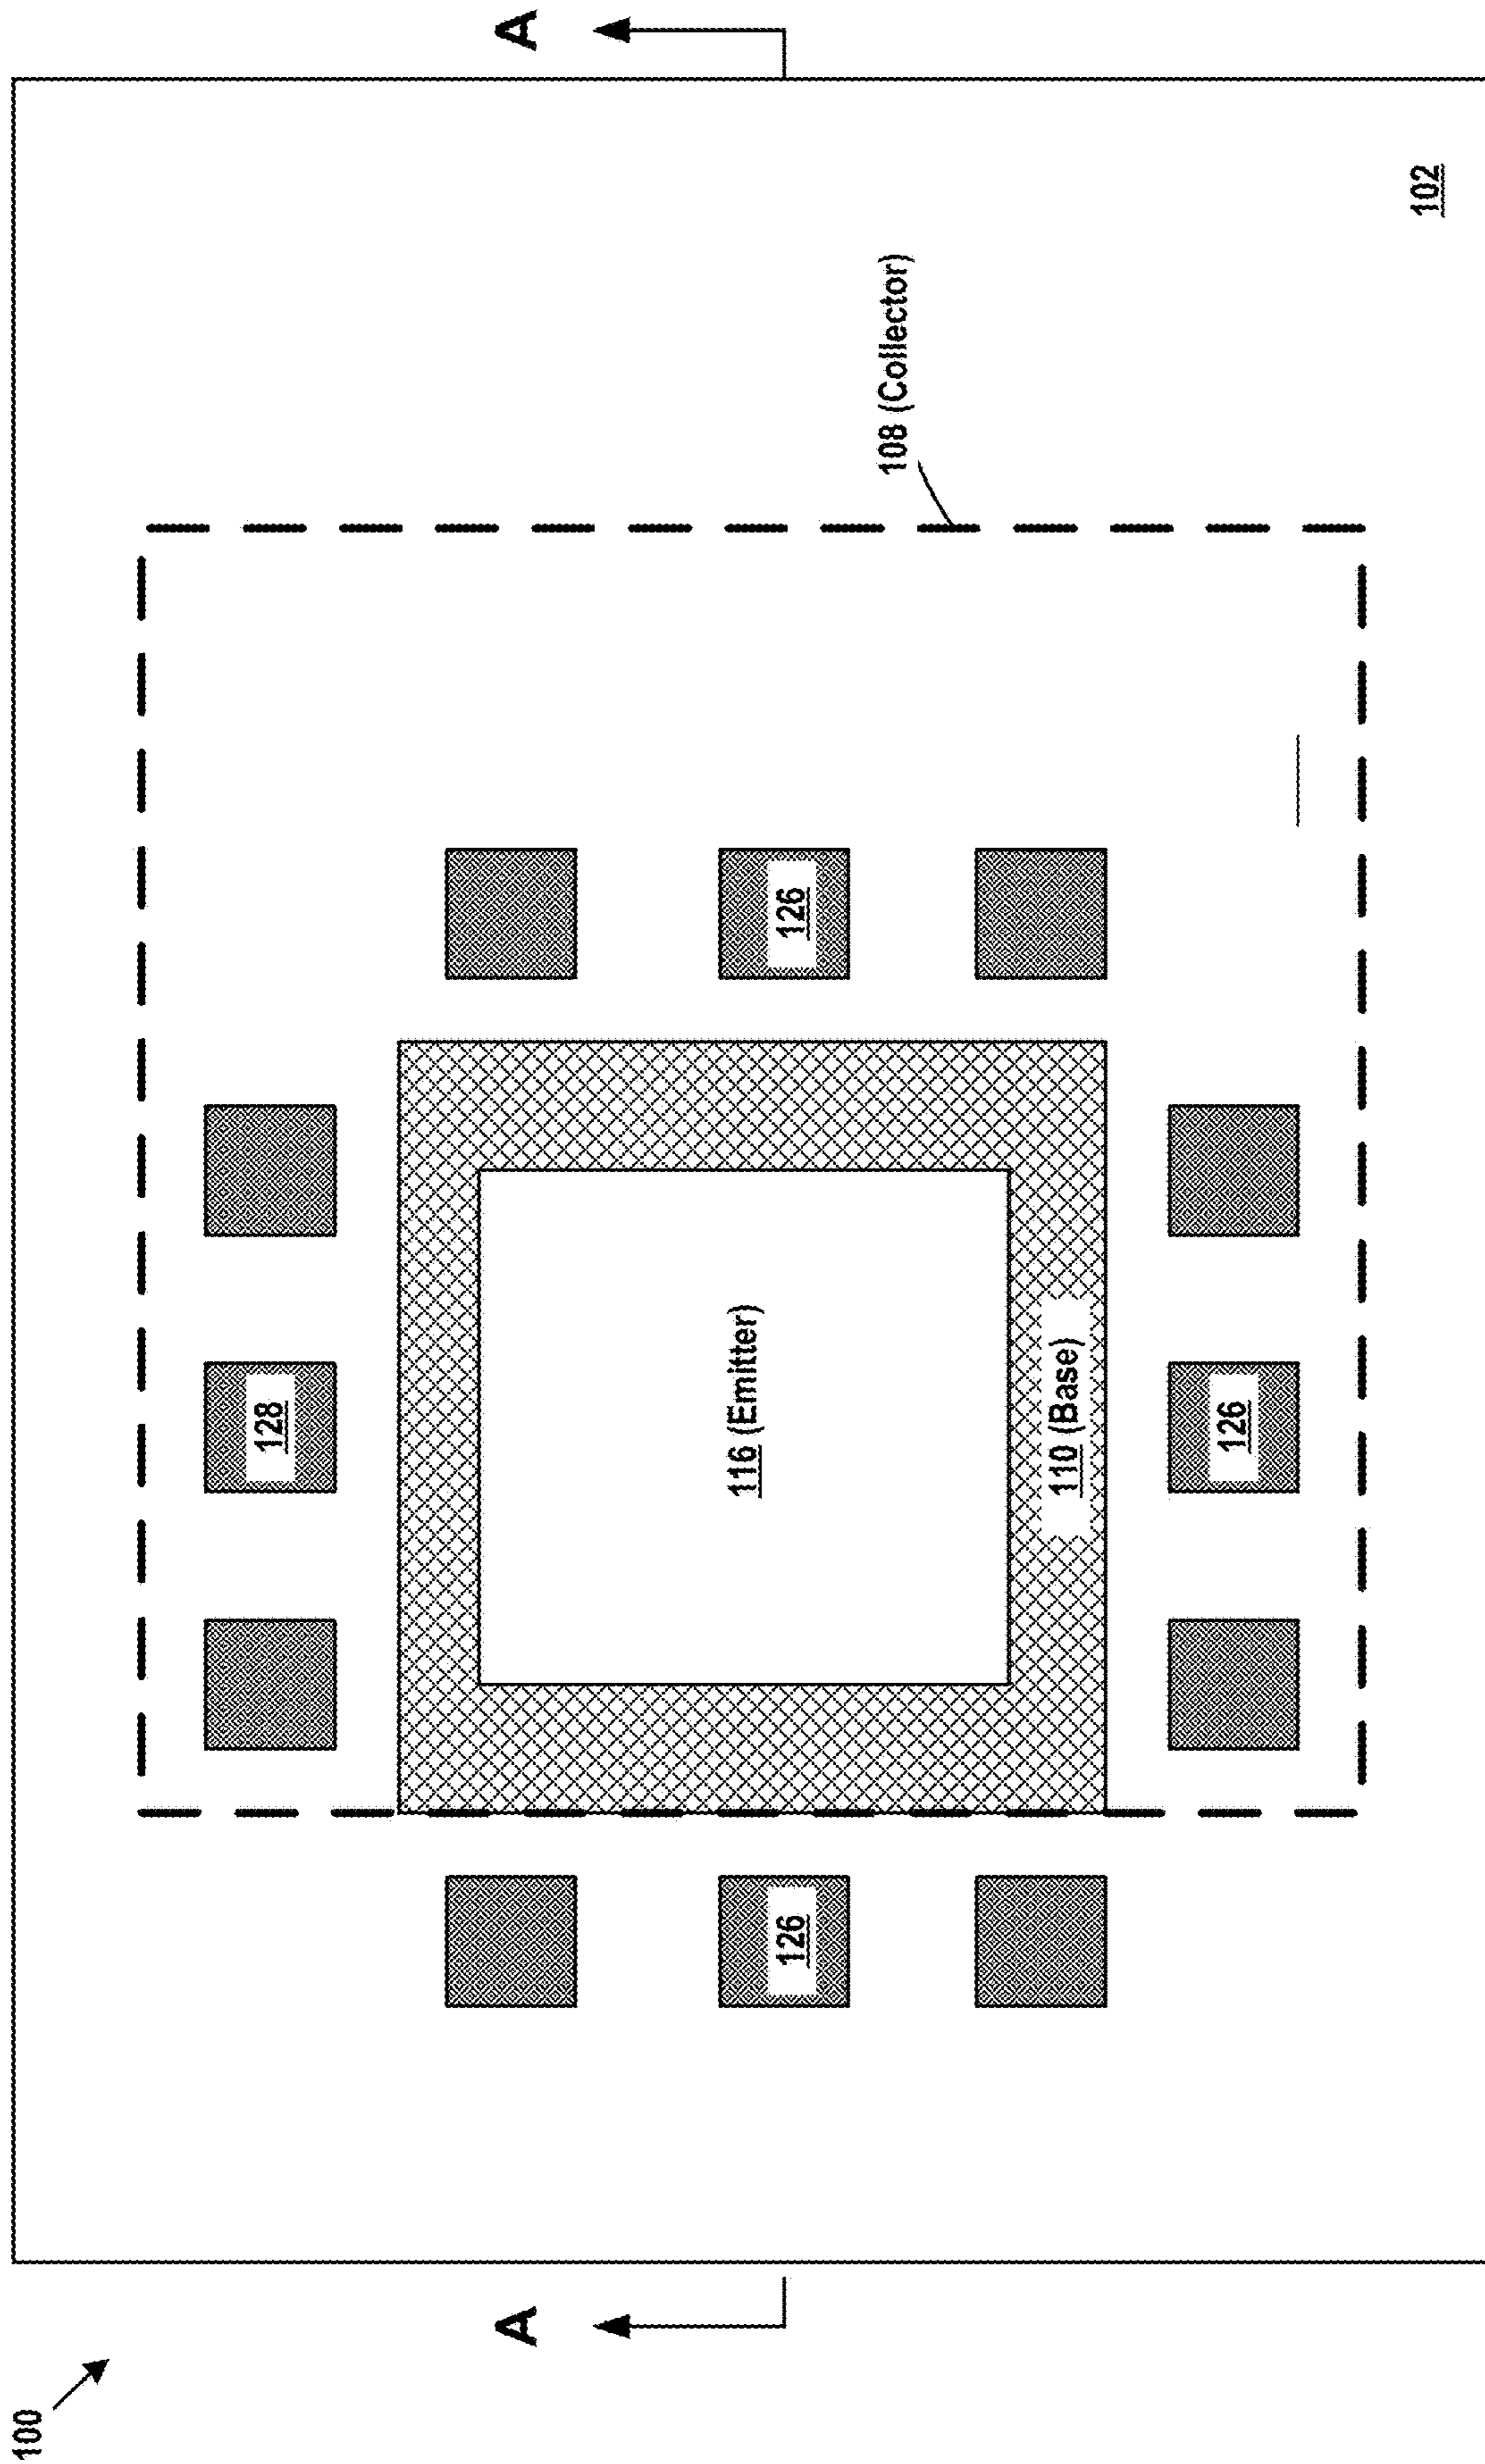 100
128
A
A
116 (Emitter)
126
126
108 (Collector)
110 (Base)
126
102